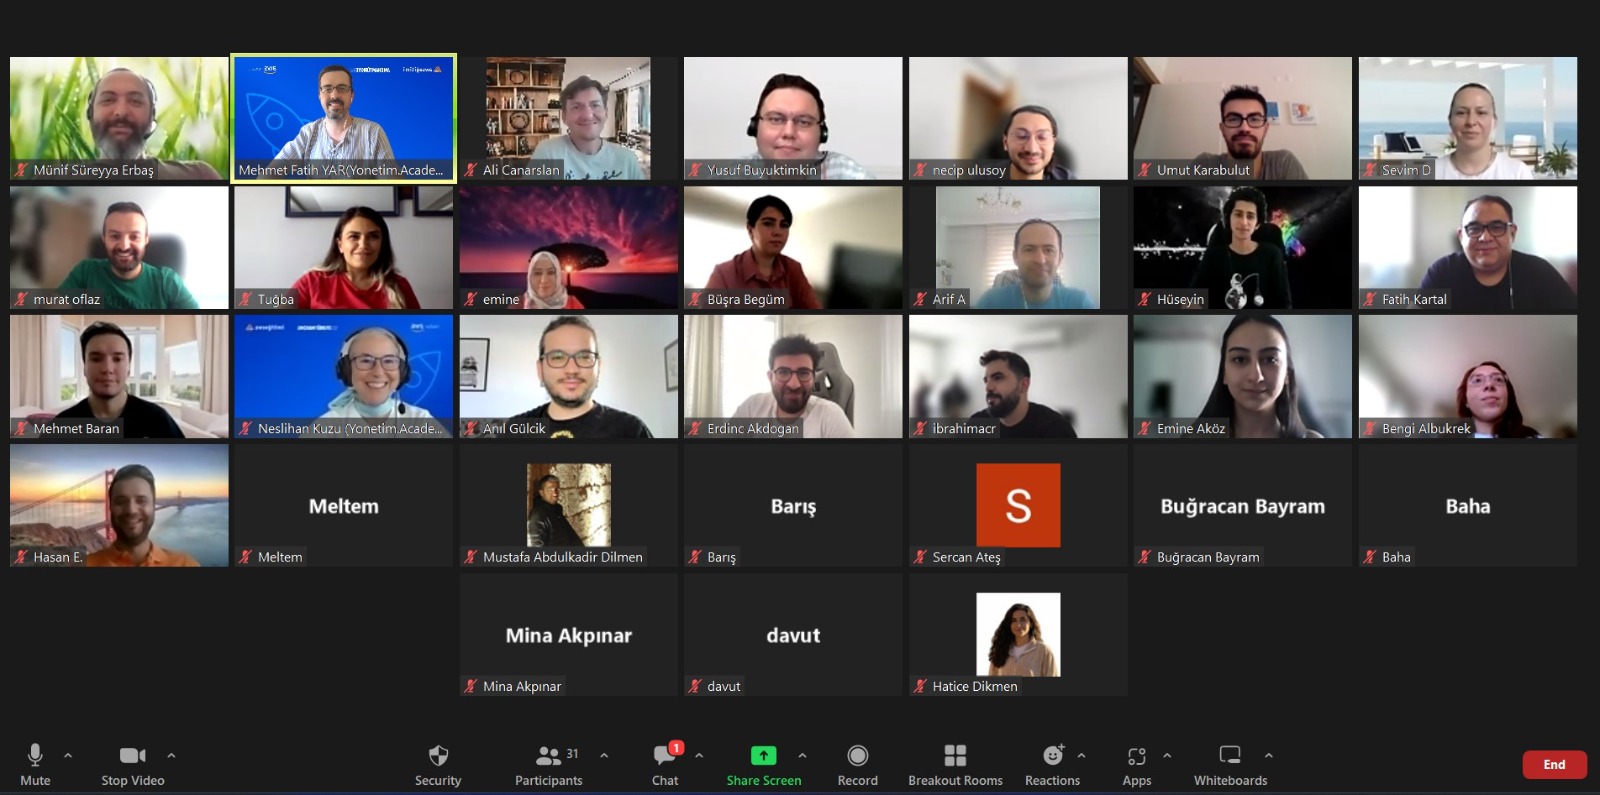 Münif Süreyya Erbaş
Mehmet Fatih YAR(Yonetim.Acade...
Ali Canarslan
Yusuf Buyuktimkin
necip ulusoy
Umut Karabulut
Sevim D
murat oflaz
Tuğba
emine
Büşra Begüm
Arif A
Hüseyin
Fatih Kartal
Mehmet Baran
Neslihan Kuzu (Yonetim.Acade...
Anıl Gülcik
Erdinc Akdogan
ibrahimacr
Emine Aköz
Bengi Albukrek
Hasan E.
Meltem
Meltem
Mustafa Abdulkadir Dilmen
Barış
Barış
S
Sercan Ateş
Buğracan Bayram
Buğracan Bayram
Baha
Baha
Mina Akpınar
Mina Akpınar
davut
davut
Hatice Dikmen
Mute
Stop Video
Security
31
Participants
1
Chat
Share Screen
Record
Breakout Rooms
Reactions
Apps
Whiteboards
End